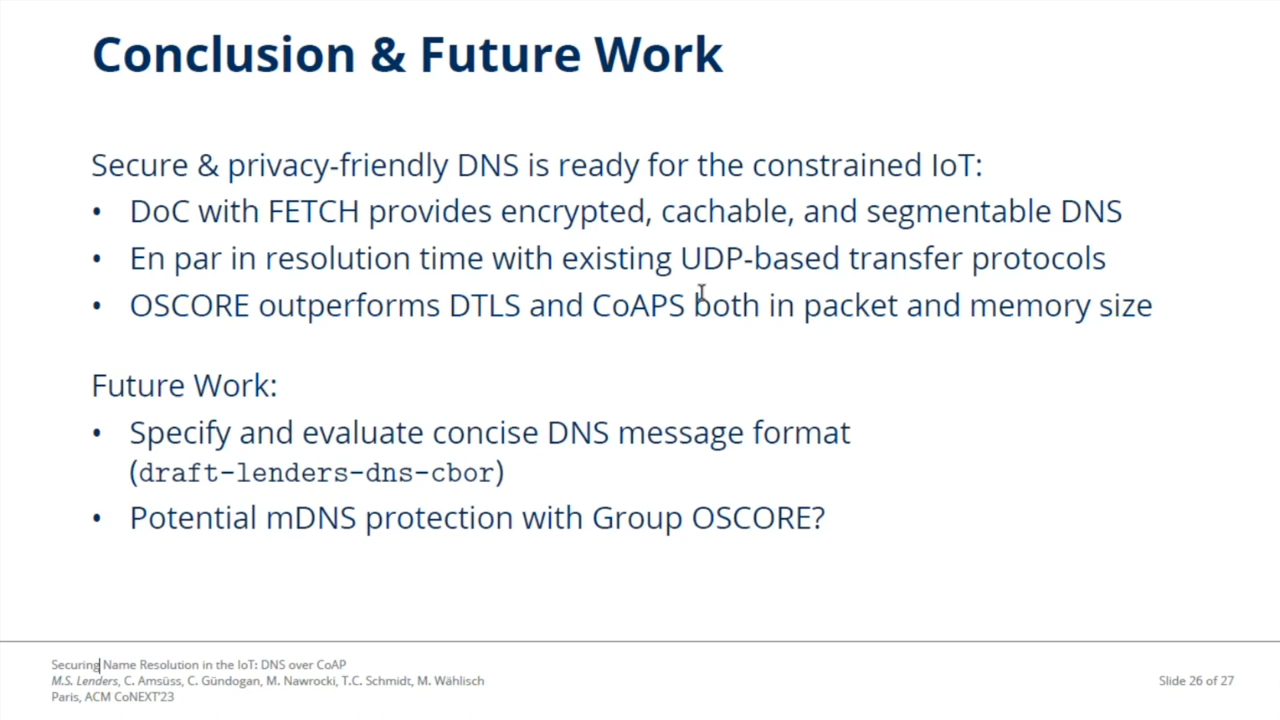 Conclusion & Future Work
Secure & privacy-friendly DNS is ready for the constrained IoT:
• DoC with FETCH provides encrypted, cachable, and segmentable DNS
• En par in resolution time with existing UDP-based transfer protocols
• OSCORE outperforms DTLS and CoAPS both in packet and memory size
Future Work:
• Specify and evaluate concise DNS message format
(draft-lenders-dns-cbor)
• Potential mDNS protection with Group OSCORE?
Securing Name Resolution in the IoT: DNS over CoAP
M.S. Lenders, C. Amsüss, C. Gündogan, M. Nawrocki, T.C. Schmidt, M. Wählisch
Paris, ACM CoNEXT'23
Slide 26 of 27